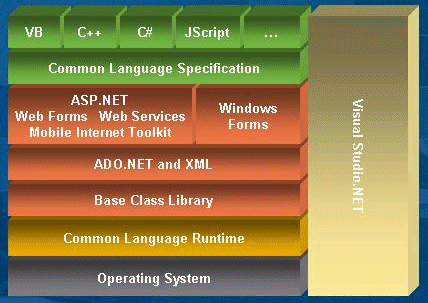 VB C++ C# JScript ...
Common Language Specification
ASP.NET
Web Forms Web Services
Mobile Internet Toolkit
Windows
Forms
ADO.NET and XML
Base Class Library
Common Language Runtime
Operating System
Visual Studio.NET